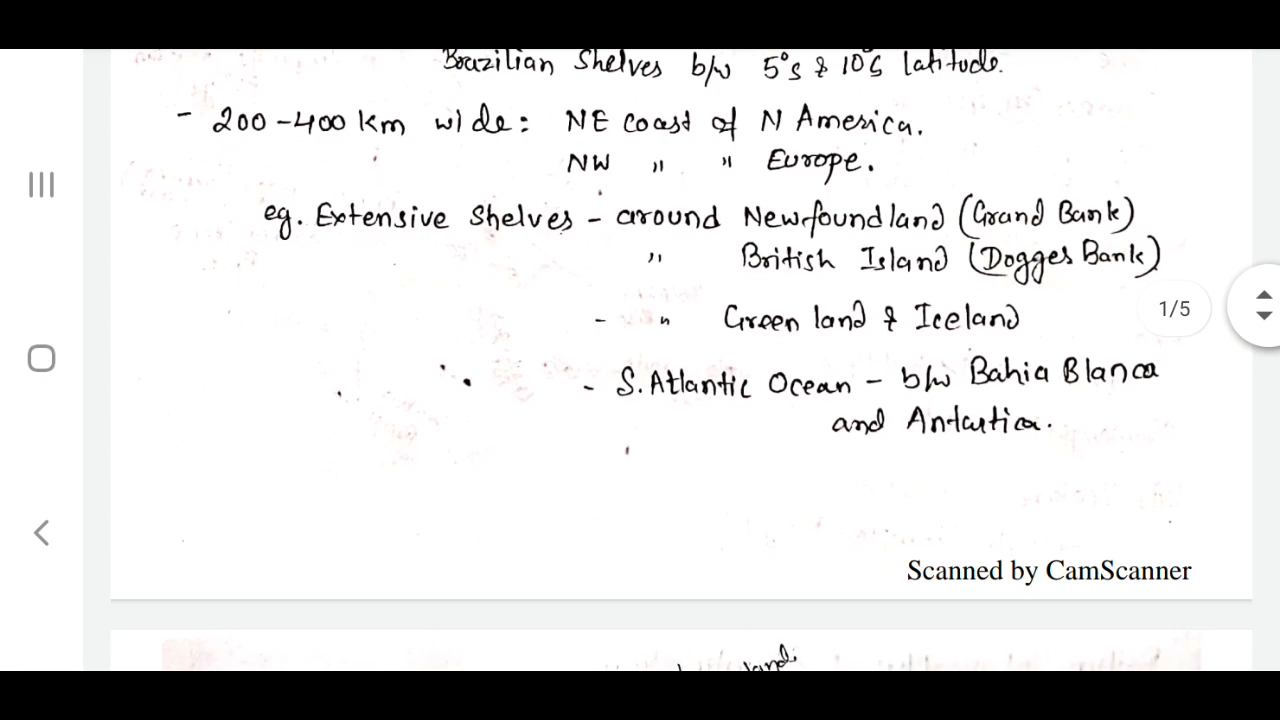 Brazilian Shelves b/w 5°s & 10°s latitude.
- 200-400 km wide: NE coast of N America.
NW " " Europe.
eg. Extensive Shelves - around Newfoundland (Grand Bank)
" British Island (Dogges Bank)
- " Green land & Iceland
- S. Atlantic Ocean - b/w Bahia Blanca
and Antartica.
1/5
Scanned by CamScanner